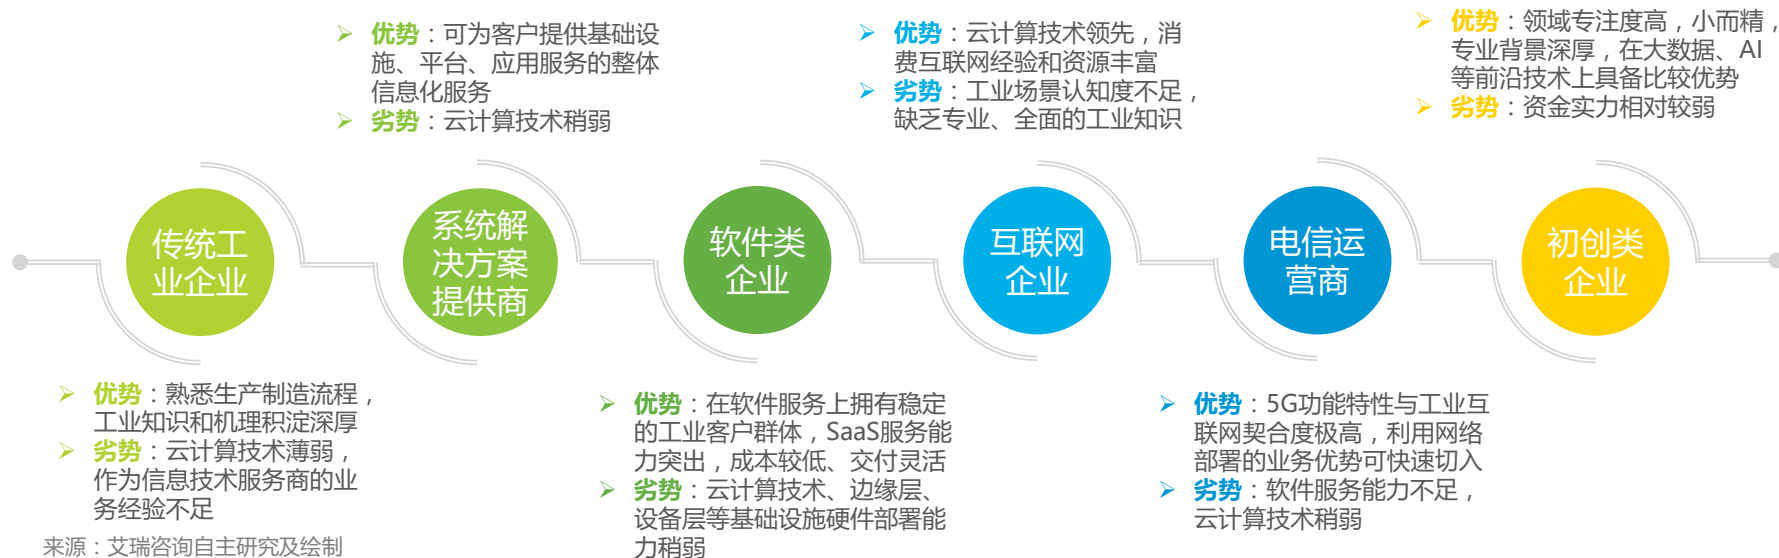 优势：可为客户提供基础设
施、平台、应用服务的整体
信息化服务
劣势：云计算技术稍弱
优势：云计算技术领先，消
费互联网经验和资源丰富
劣势：工业场景认知度不足，
缺乏专业、全面的工业知识
优势：领域专注度高，小而精，
专业背景深厚，在大数据、AI
等前沿技术上具备比较优势
劣势：资金实力相对较弱
传统工
业企业
系统解
决方案
提供商
软件类
企业
互联网
企业
电信运
营商
初创类
企业
优势：熟悉生产制造流程，
工业知识和机理积淀深厚
劣势：云计算技术薄弱，
作为信息技术服务商的业
务经验不足
优势：在软件服务上拥有稳定
的工业客户群体，SaaS服务能
力突出，成本较低、交付灵活
劣势：云计算技术、边缘层、
设备层等基础设施硬件部署能
力稍弱
优势：5G功能特性与工业互
联网契合度极高，利用网络
部署的业务优势可快速切入
劣势：软件服务能力不足，
云计算技术稍弱
来源：艾瑞咨询自主研究及绘制